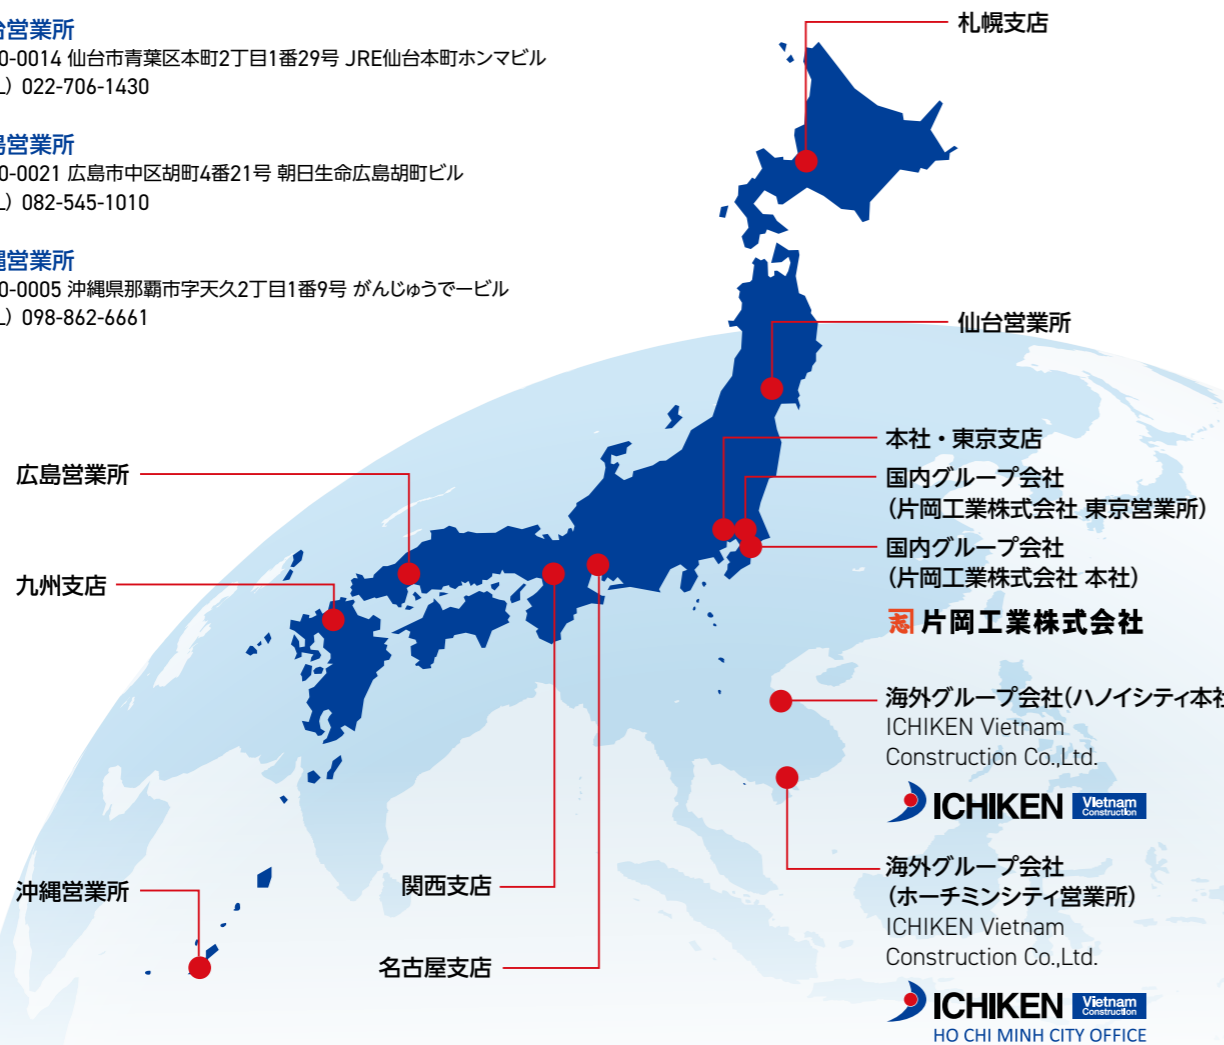 台営業所
0-0014 仙台市青葉区本町2丁目1番29号 JRE仙台本町ホンマビル
L) 022-706-1430
島営業所
0-0021 広島市中区胡町4番21号 朝日生命広島胡町ビル
L) 082-545-1010
縄営業所
0-0005 沖縄県那覇市字天久2丁目1番9号 がんじゅうでービル
L) 098-862-6661
札幌支店
仙台営業所
本社・東京支店
国内グループ会社
(片岡工業株式会社 東京営業所)
国内グループ会社
(片岡工業株式会社 本社)
片岡工業株式会社
広島営業所
九州支店
海外グループ会社(ハノイシティ本社
ICHIKEN Vietnam
Construction Co.,Ltd.
ICHIKEN Vietnam Construction
海外グループ会社
(ホーチミンシティ営業所)
ICHIKEN Vietnam
Construction Co.,Ltd.
ICHIKEN Vietnam Construction
HO CHI MINH CITY OFFICE
沖縄営業所
関西支店
名古屋支店